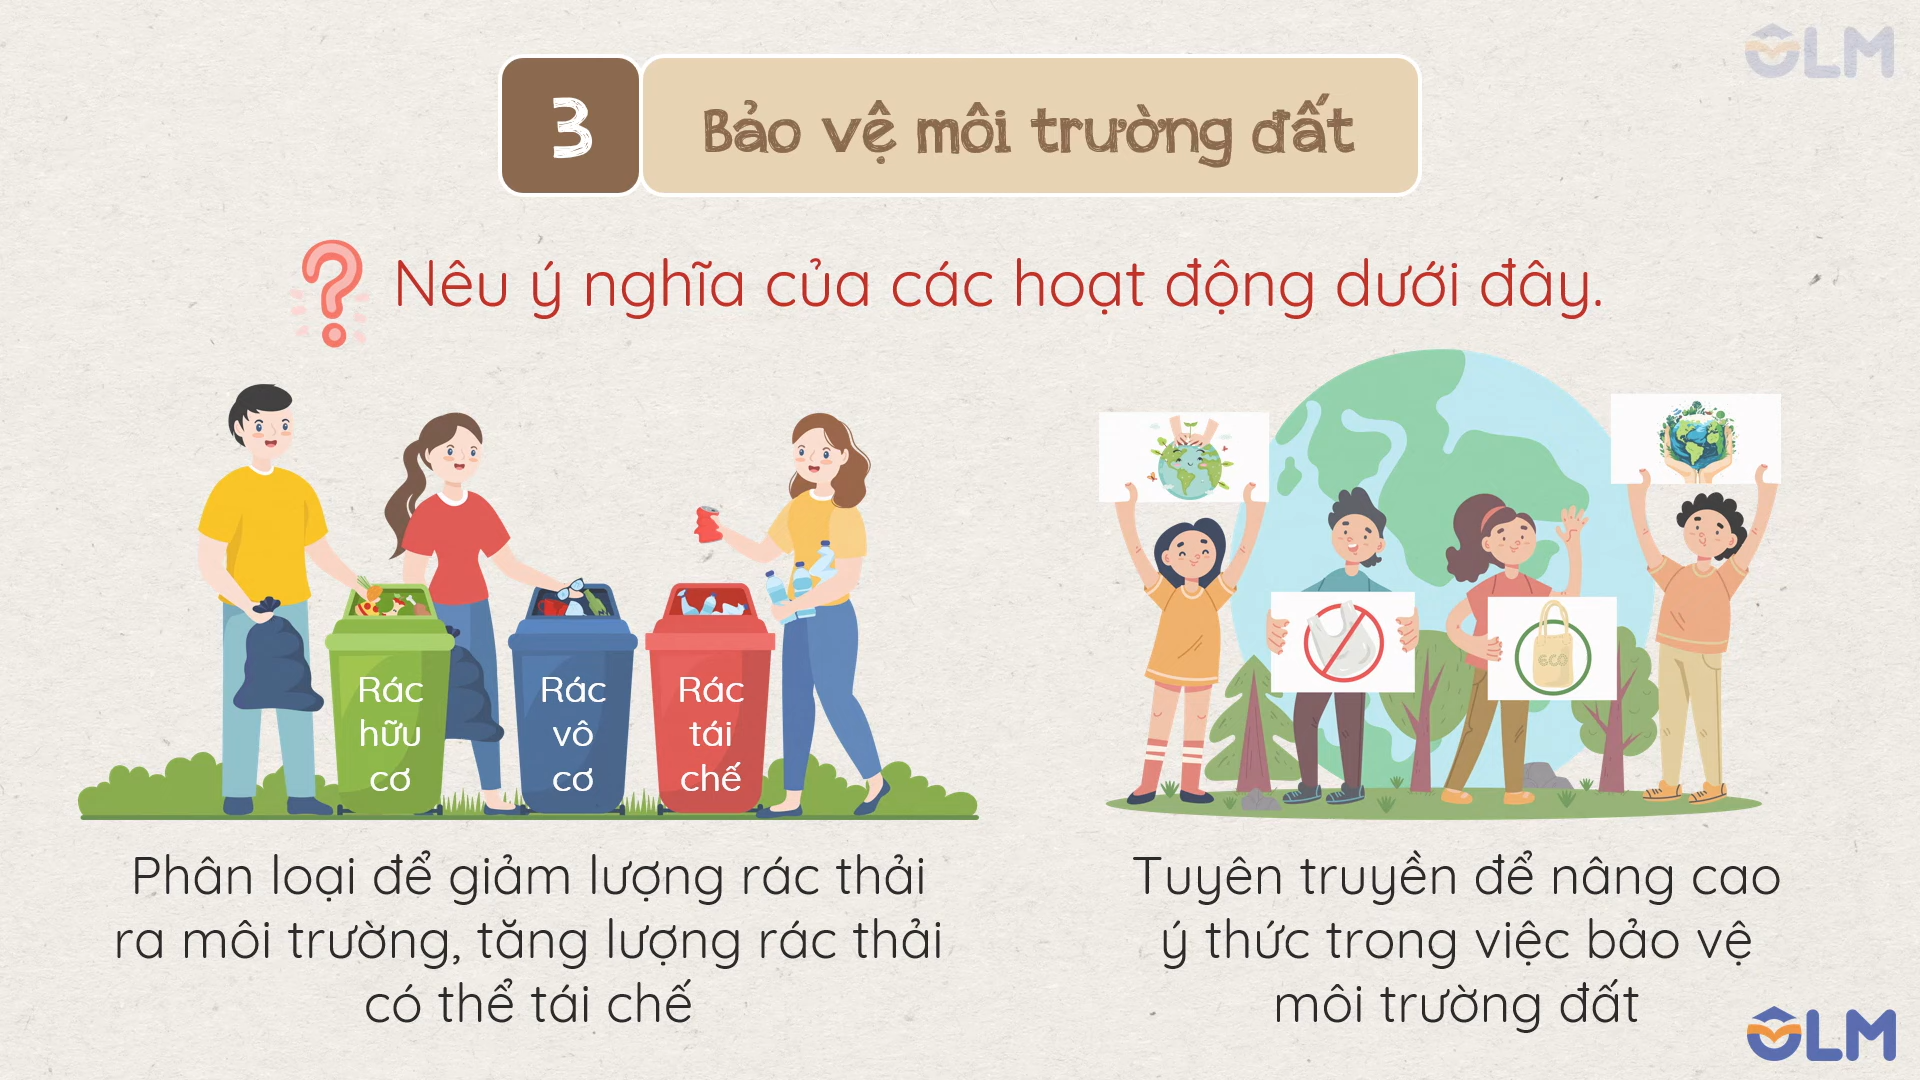 OLM
3
Bảo vệ môi trường đất
Nêu ý nghĩa của các hoạt động dưới đây.
Rác
hữu
cơ
Rác
vô
cơ
Rác
tái
chế
ECO
Phân loại để giảm lượng rác thải
ra môi trường, tăng lượng rác thải
có thể tái chế
Tuyên truyền để nâng cao
ý thức trong việc bảo vệ
môi trường đất
OLM